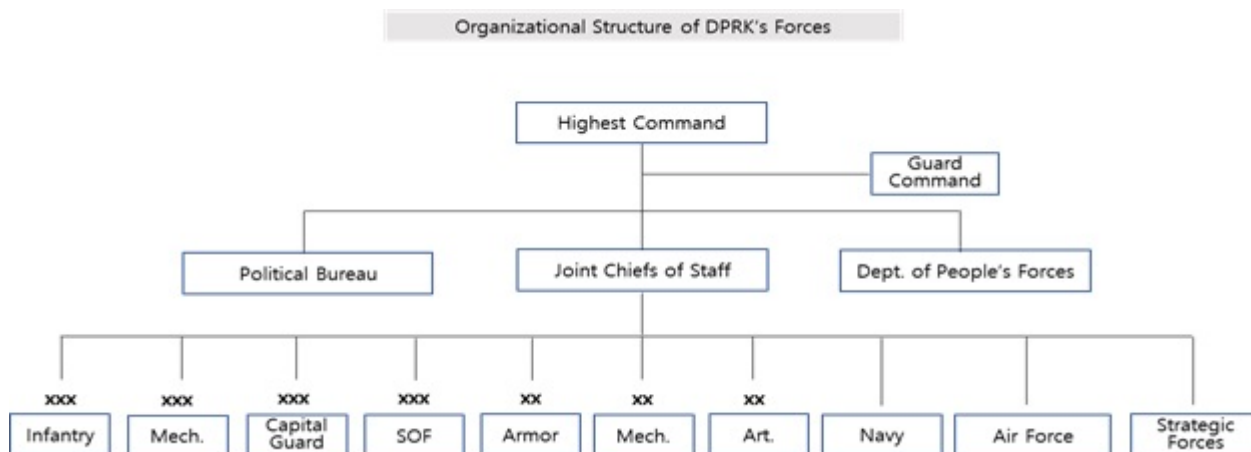 Organizational Structure of DPRK's Forces
Highest Command
Guard
Command
Political Bureau
Joint Chiefs of Staff
Dept. of People's Forces
xxx
xxx
xxx
xxx
xx
xx
xx
Infantry
Mech.
Capital
Guard
SOF
Armor
Mech.
Art.
Navy
Air Force
Strategic
Forces